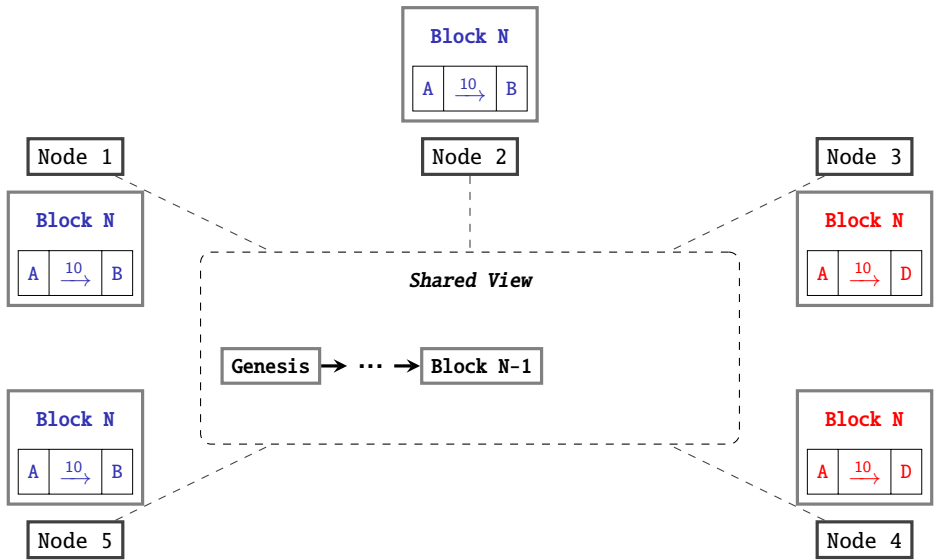 Block N
A 10 B
Node 1 Node 2 Node 3
Block N
A 10 B
Block N
A 10 D
Shared View
Genesis ... Block N-1
Block N
A 10 B
Block N
A 10 D
Node 5 Node 4